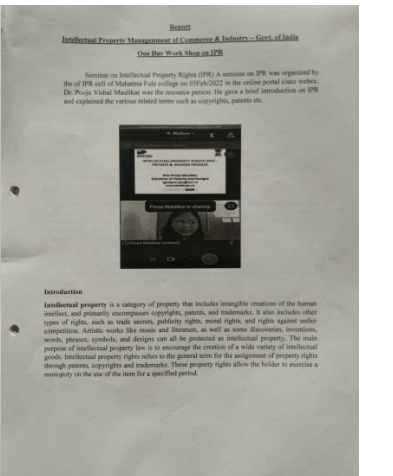 Report
Intellectual Property Management of Commerce & Industry – Govt. of India
One Day Work Shop on IPR
Seminar on Intellectual Property Rights (IPR) A seminar on IPR was organized by
the of IPR cell of Mahatma Fule college on 03Feb/2022 in the online portal cisco webex.
Dr. Pooja Vishal Maulikar was the resource person. He gave a brief introduction on IPR
and explained the various related terms such as copyrights, patents etc.
Webex
INTELLECTUAL PROPERTY RIGHTS (IPR) -
PATENTS & DESIGNS PROCESS
Pooja Maulikar is sharing
Introduction
Intellectual property is a category of property that includes intangible creations of the human
intellect, and primarily encompasses copyrights, patents, and trademarks. It also includes other
types of rights, such as trade secrets, publicity rights, moral rights, and rights against unfair
competition. Artistic works like music and literature, as well as some discoveries, inventions,
words, phrases, symbols, and designs can all be protected as intellectual property. The main
purpose of intellectual property law is to encourage the creation of a wide variety of intellectual
goods. Intellectual property rights refers to the general term for the assignment of property rights
through patents, copyrights and trademarks. These property rights allow the holder to exercise a
monopoly on the use of the item for a specified period.